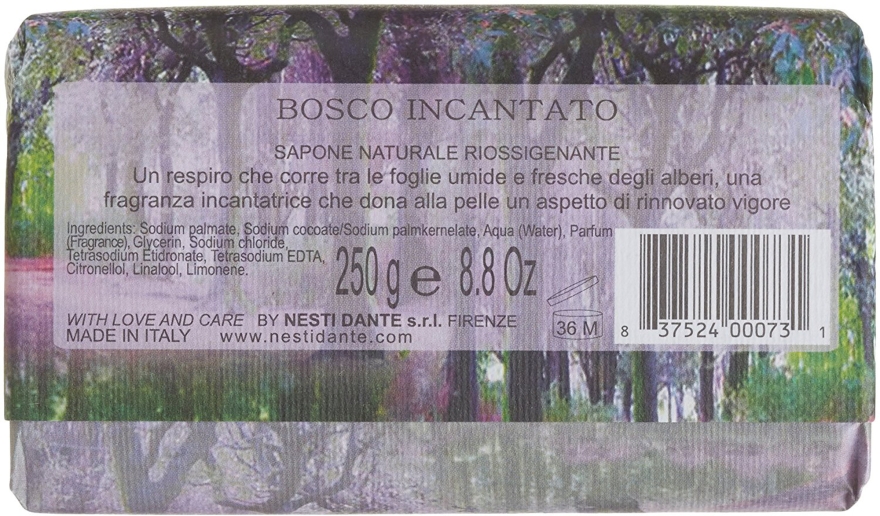 BOSCO INCANTATO
SAPONE NATURALE RIOSSIGENANTE
Un respiro che corre tra le foglie umide e fresche degli alberi, una
fragranza incantatrice che dona alla pelle un aspetto di rinnovato vigore
Ingredients: Sodium palmate, Sodium cocoate/Sodium palmkernelate, Aqua (Water), Parfum
(Fragrance), Glycerin, Sodium chloride,
Tetrasodium Etidronate, Tetrasodium EDTA,
Citronellol, Linalool, Limonene.
250 g e 8.8 Oz
36 M
WITH LOVE AND CARE BY NESTI DANTE s.r.l. FIRENZE
MADE IN ITALY www.nestidante.com
8 37524 00073 1